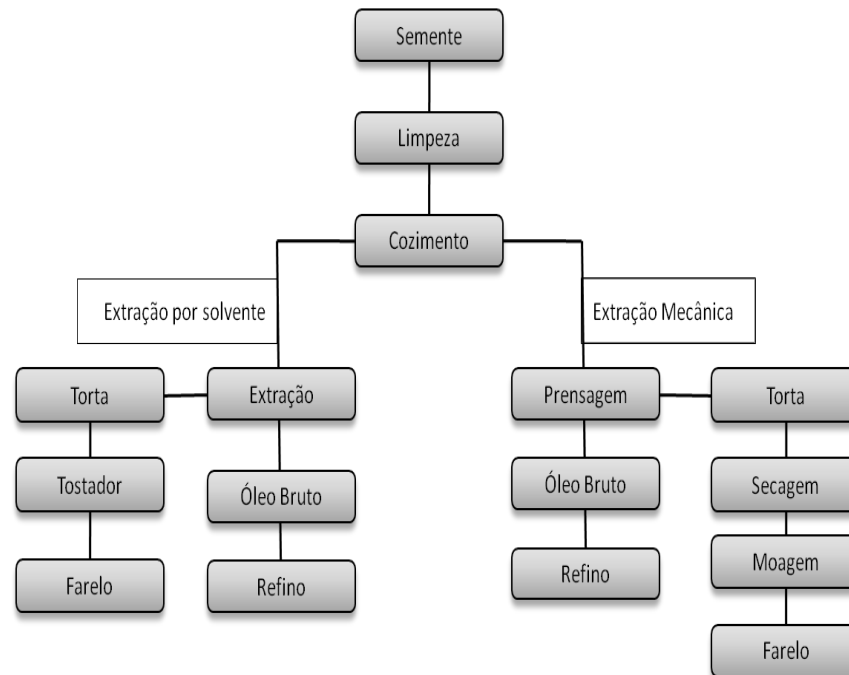 Semente
Limpeza
Cozimento
Extração por solvente
Extração Mecânica
Torta
Extração
Prensagem
Torta
Tostador
Óleo Bruto
Óleo Bruto
Secagem
Farelo
Refino
Refino
Moagem
Farelo